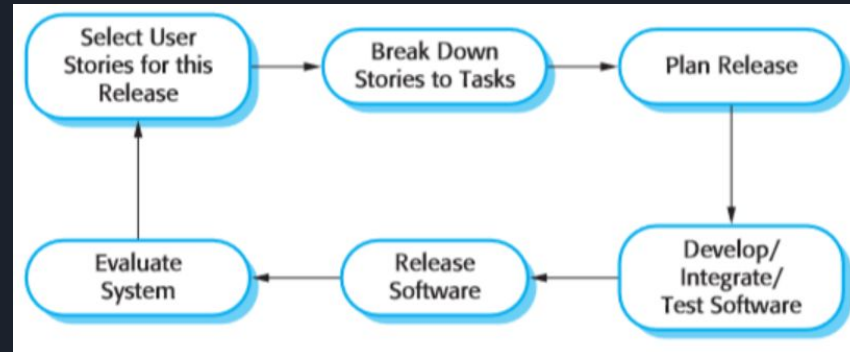 Select User
Stories for this
Release
Break Down
Stories to Tasks
Plan Release
Evaluate
System
Release
Software
Develop/
Integrate/
Test Software